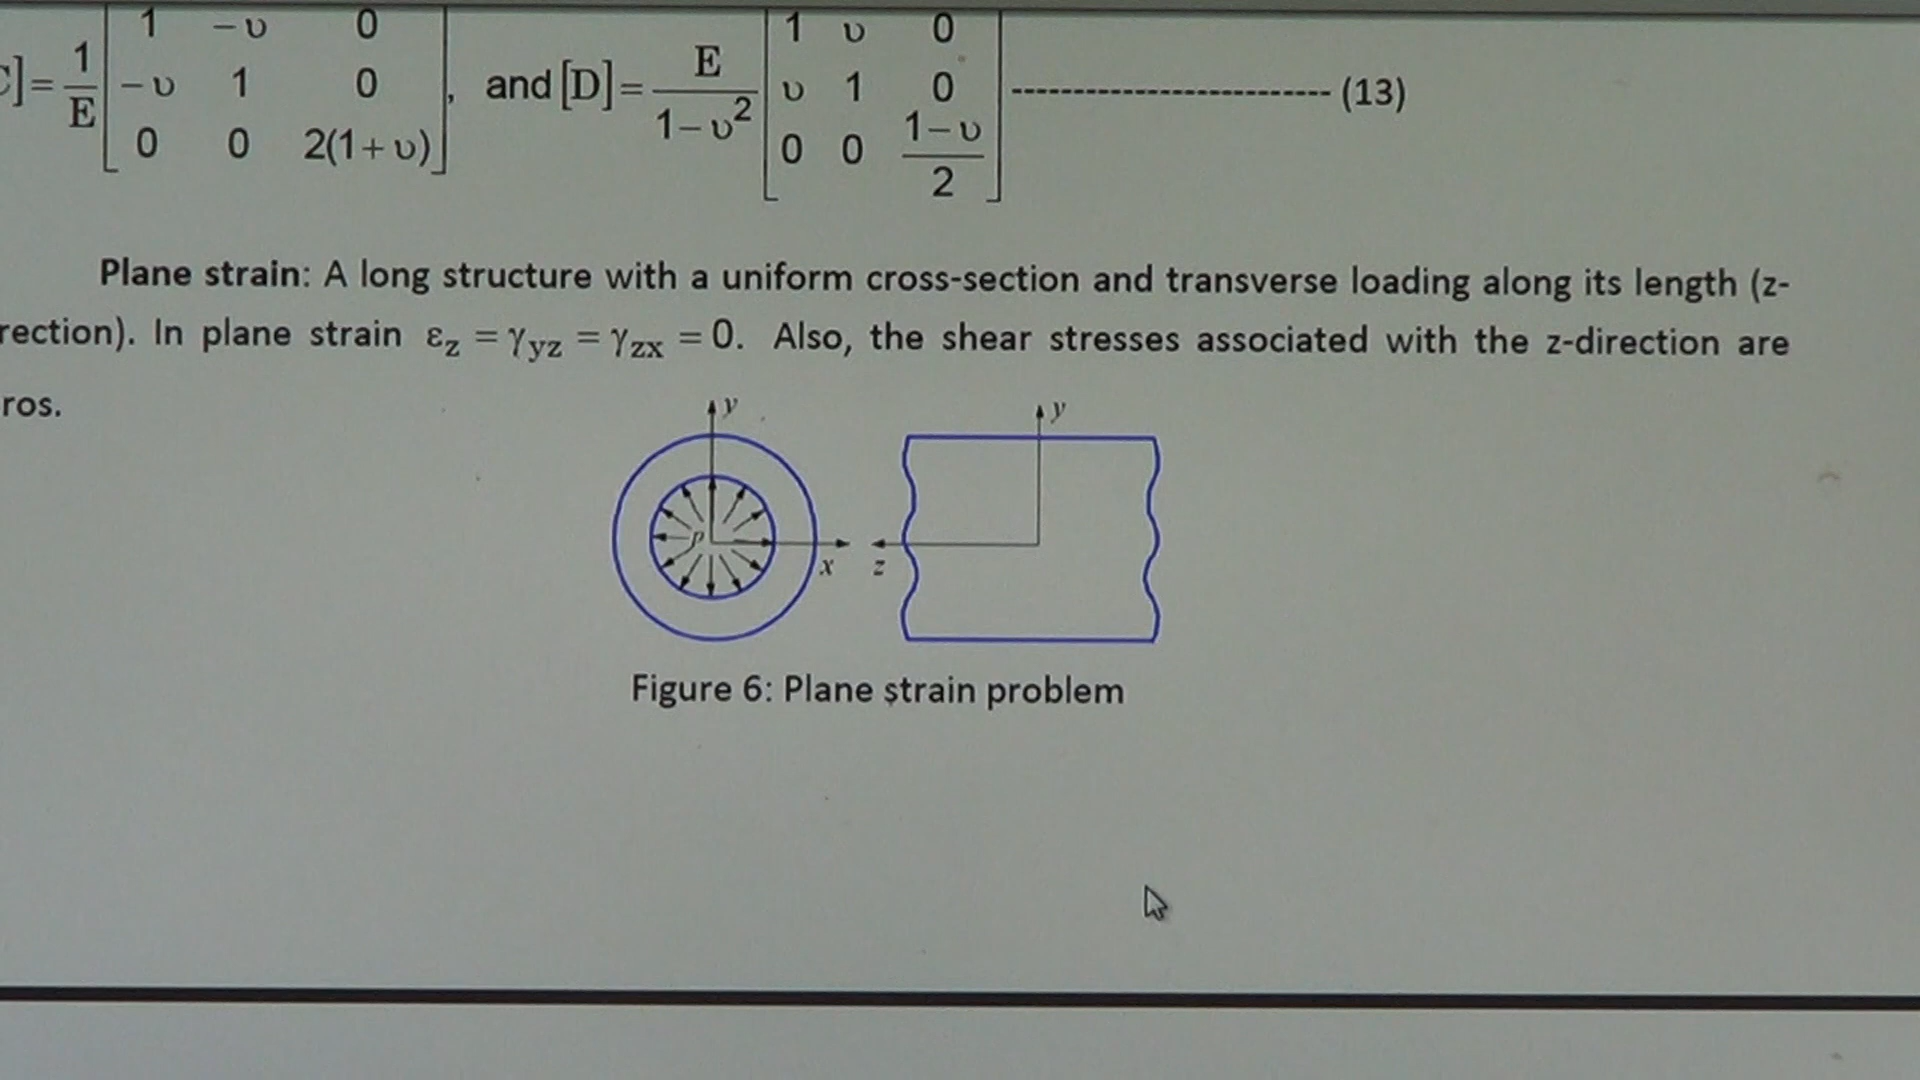 C] = 1/E [1 -υ 0; -υ 1 0; 0 0 2(1+υ)], and [D] = E/(1-υ²) [1 υ 0; υ 1 0; 0 0 (1-υ)/2] -------------------------- (13)
Plane strain: A long structure with a uniform cross-section and transverse loading along its length (z-
rection). In plane strain εz = γyz = γzx = 0. Also, the shear stresses associated with the z-direction are
ros.
y y
p
x z
Figure 6: Plane strain problem